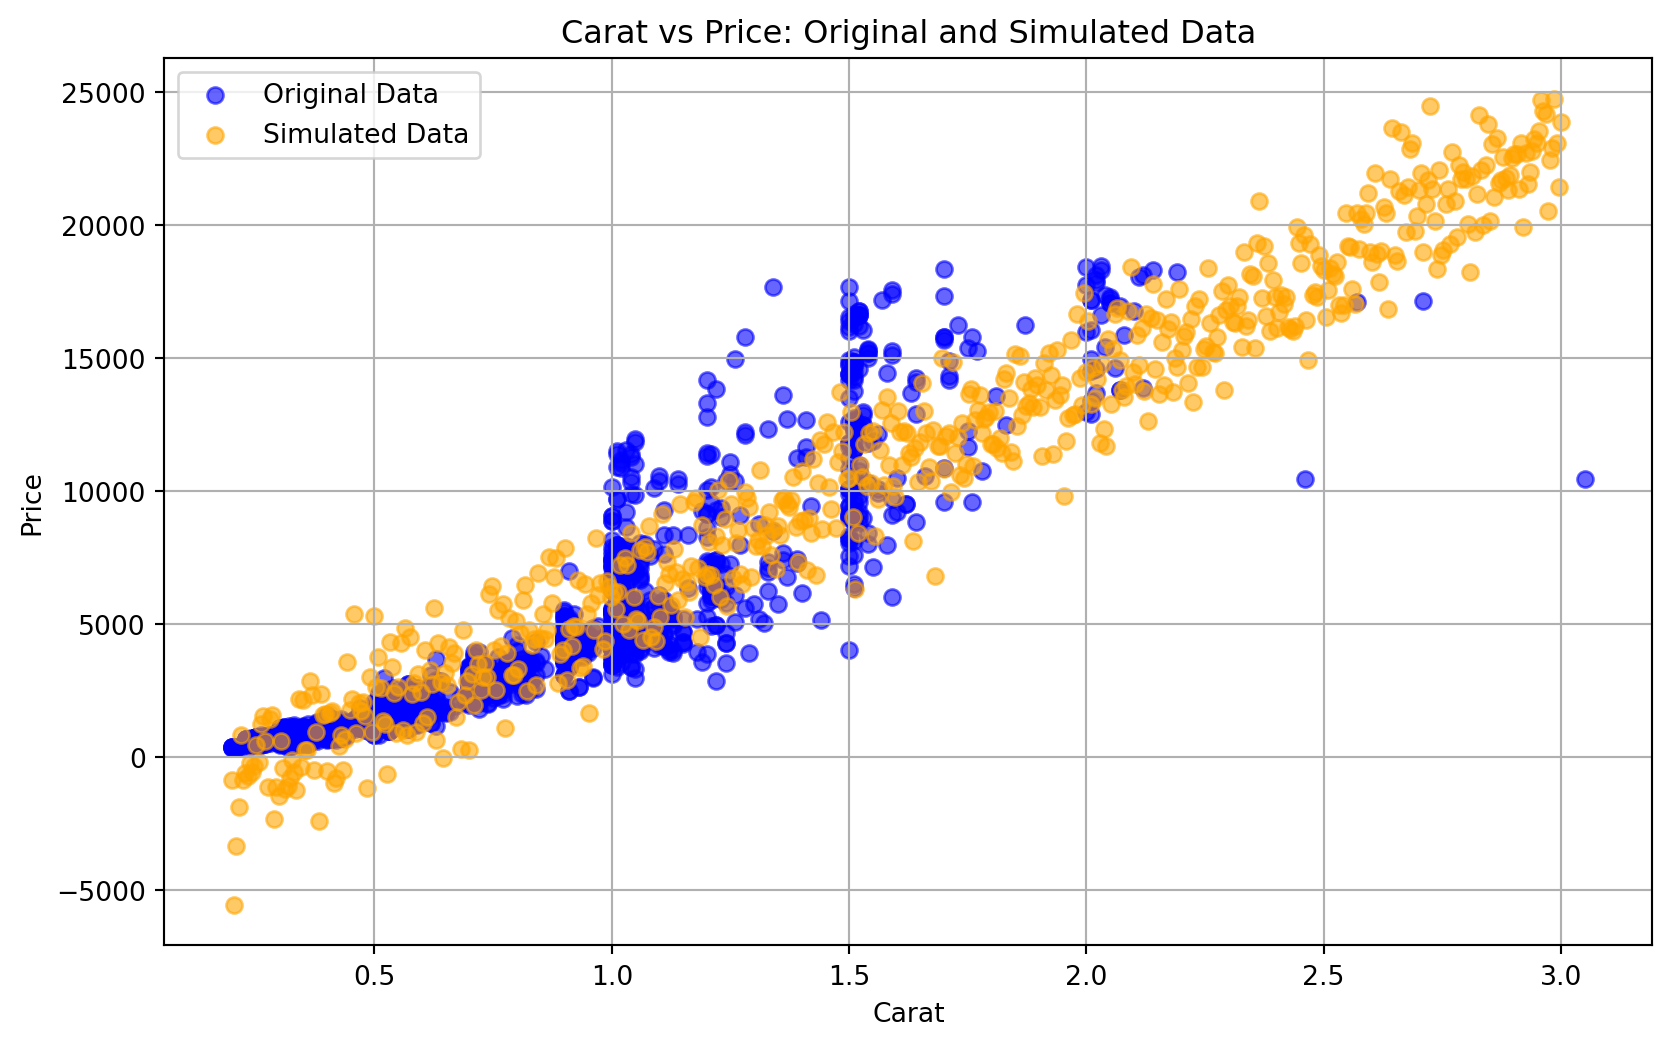 Carat vs Price: Original and Simulated Data
Original Data
Simulated Data
25000
20000
15000
10000
5000
0
−5000
Price
0.5 1.0 1.5 2.0 2.5 3.0
Carat